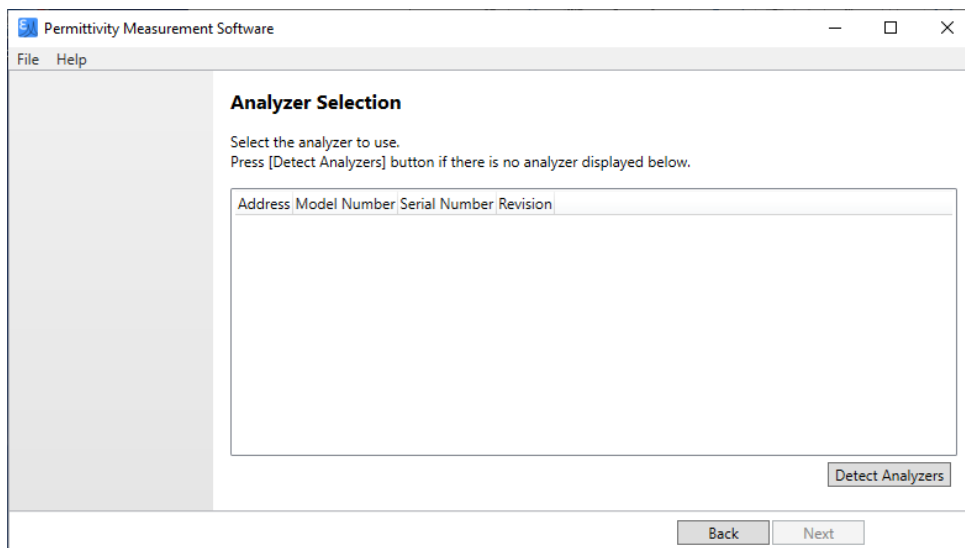 Permittivity Measurement Software
File Help
Analyzer Selection
Select the analyzer to use.
Press [Detect Analyzers] button if there is no analyzer displayed below.
Address Model Number Serial Number Revision
Detect Analyzers
Back Next